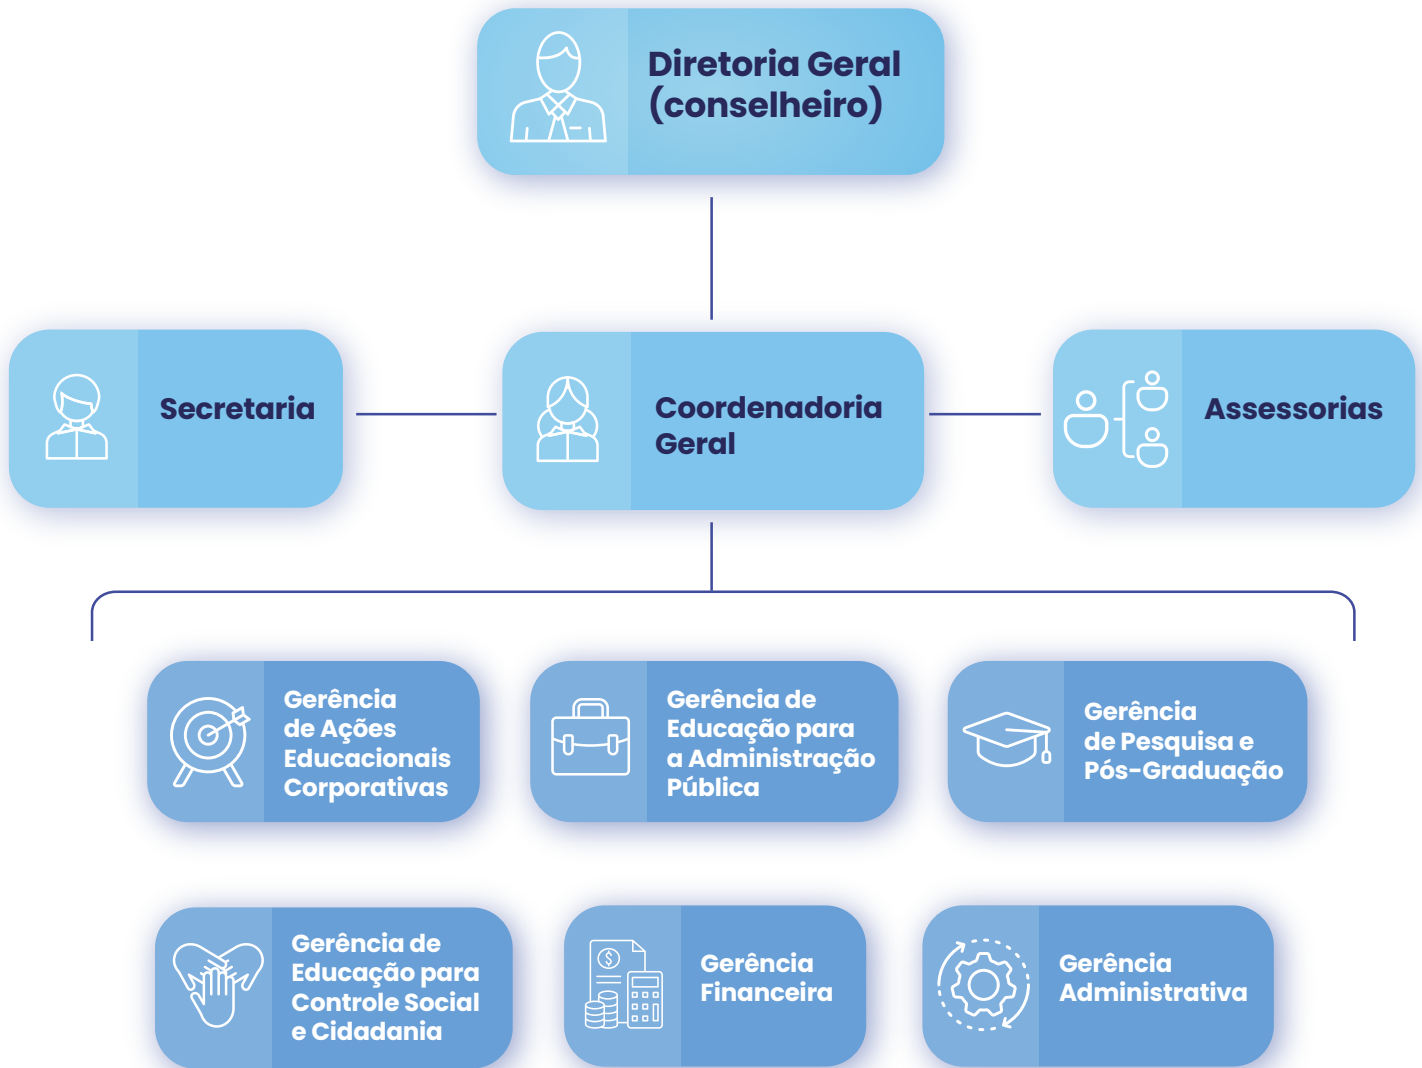 Diretoria Geral
(conselheiro)
Secretaria
Coordenadoria
Geral
Assessorias
Gerência
de Ações
Educacionais
Corporativas
Gerência de
Educação para
a Administração
Pública
Gerência
de Pesquisa e
Pós-Graduação
Gerência de
Educação para
Controle Social
e Cidadania
$
Gerência
Financeira
Gerência
Administrativa